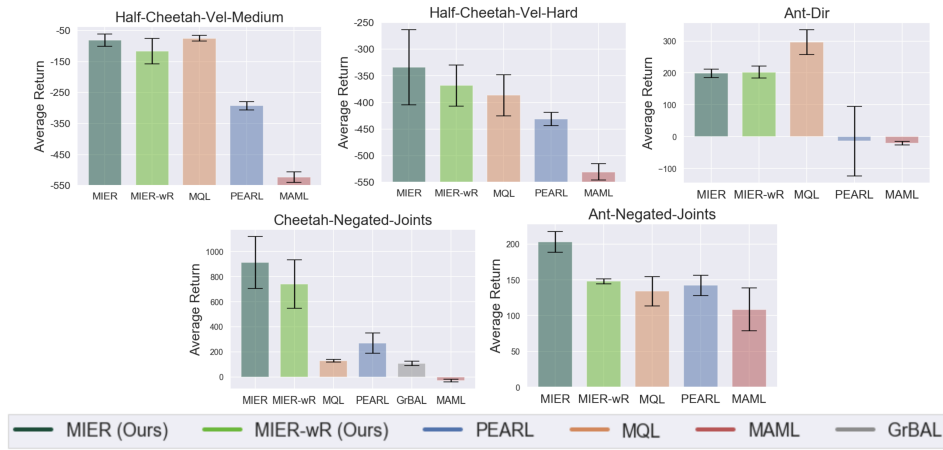 Half-Cheetah-Vel-Medium
Average Return
-50
-150
-250
-350
-450
-550
MIER MIER-wR MQL PEARL MAML
Half-Cheetah-Vel-Hard
Average Return
-250
-300
-350
-400
-450
-500
-550
MIER MIER-wR MQL PEARL MAML
Ant-Dir
Average Return
300
200
100
0
−100
MIER MIER-wR MQL PEARL MAML
Cheetah-Negated-Joints
Average Return
1000
800
600
400
200
0
MIER MIER-wR MQL PEARL GrBAL MAML
Ant-Negated-Joints
Average Return
200
150
100
50
0
MIER MIER-wR MQL PEARL MAML
MIER (Ours) MIER-wR (Ours) PEARL MQL MAML GrBAL